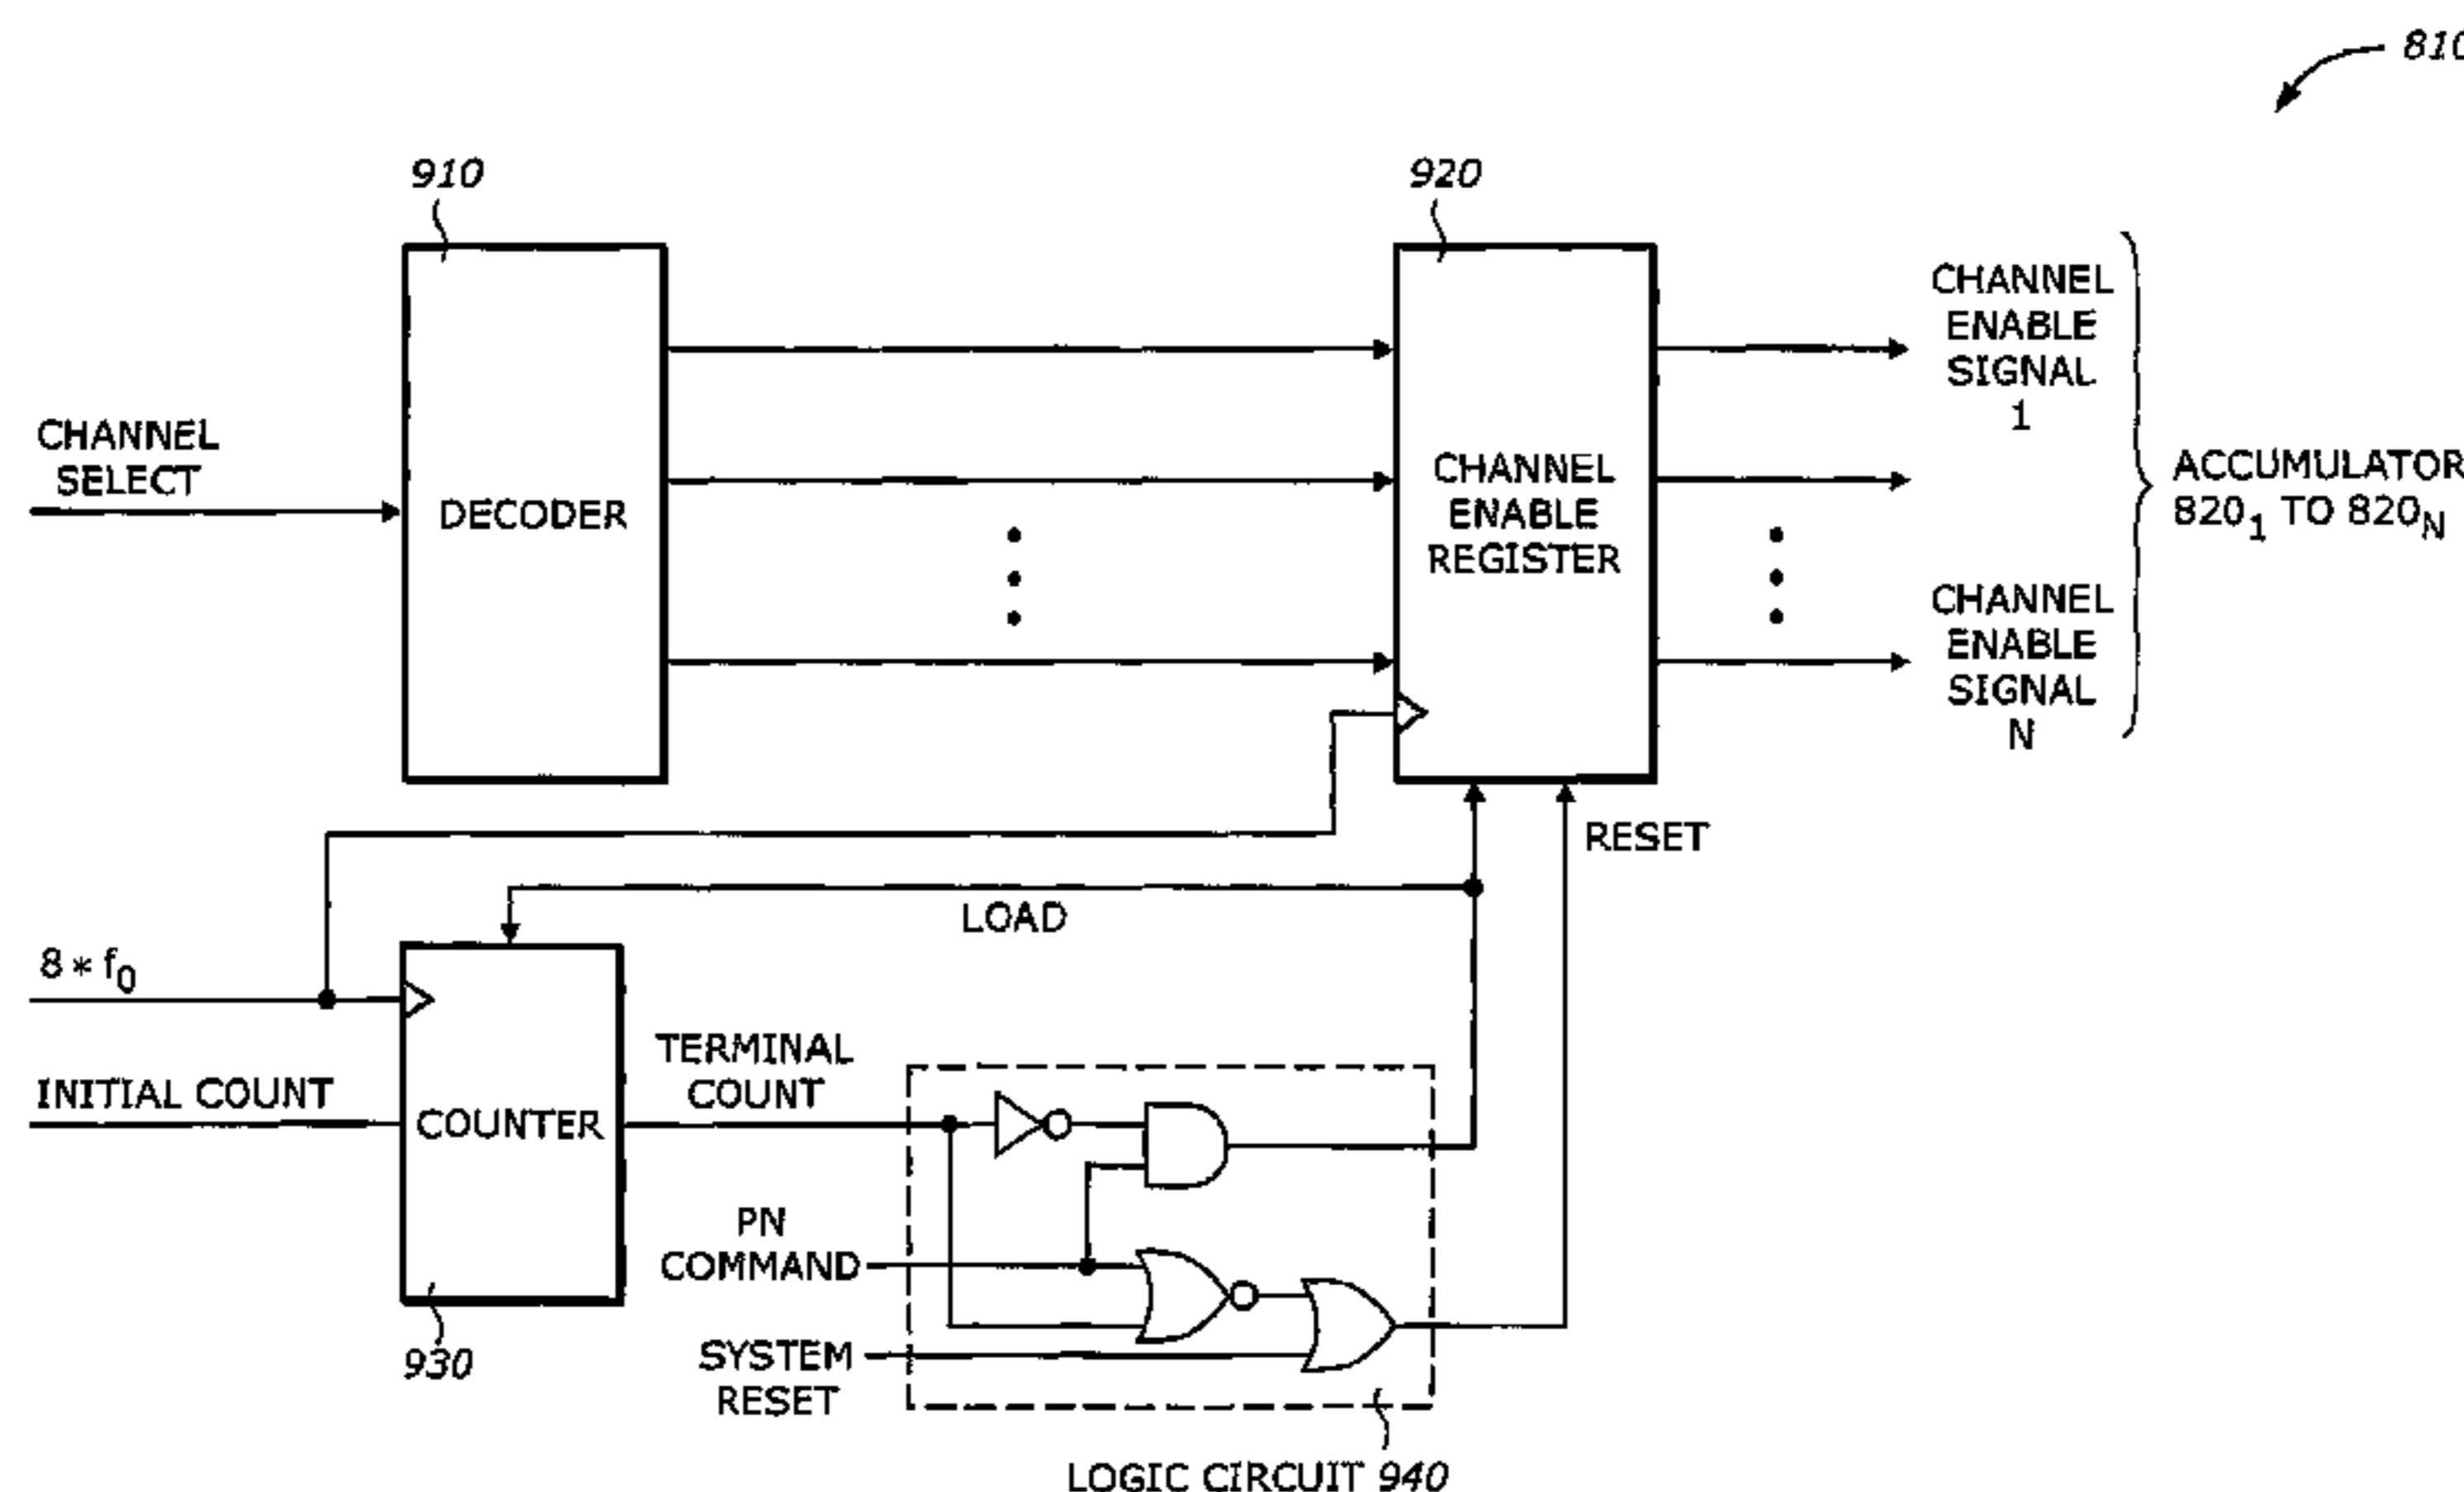 810
910
920
CHANNEL
SELECT
DECODER
CHANNEL
ENABLE
REGISTER
CHANNEL
ENABLE
SIGNAL
1
CHANNEL
ENABLE
SIGNAL
N
ACCUMULATOR
820₁ TO 820N
RESET
LOAD
8 * f₀
INITIAL COUNT
COUNTER
930
TERMINAL
COUNT
PN
COMMAND
SYSTEM
RESET
LOGIC CIRCUIT 940